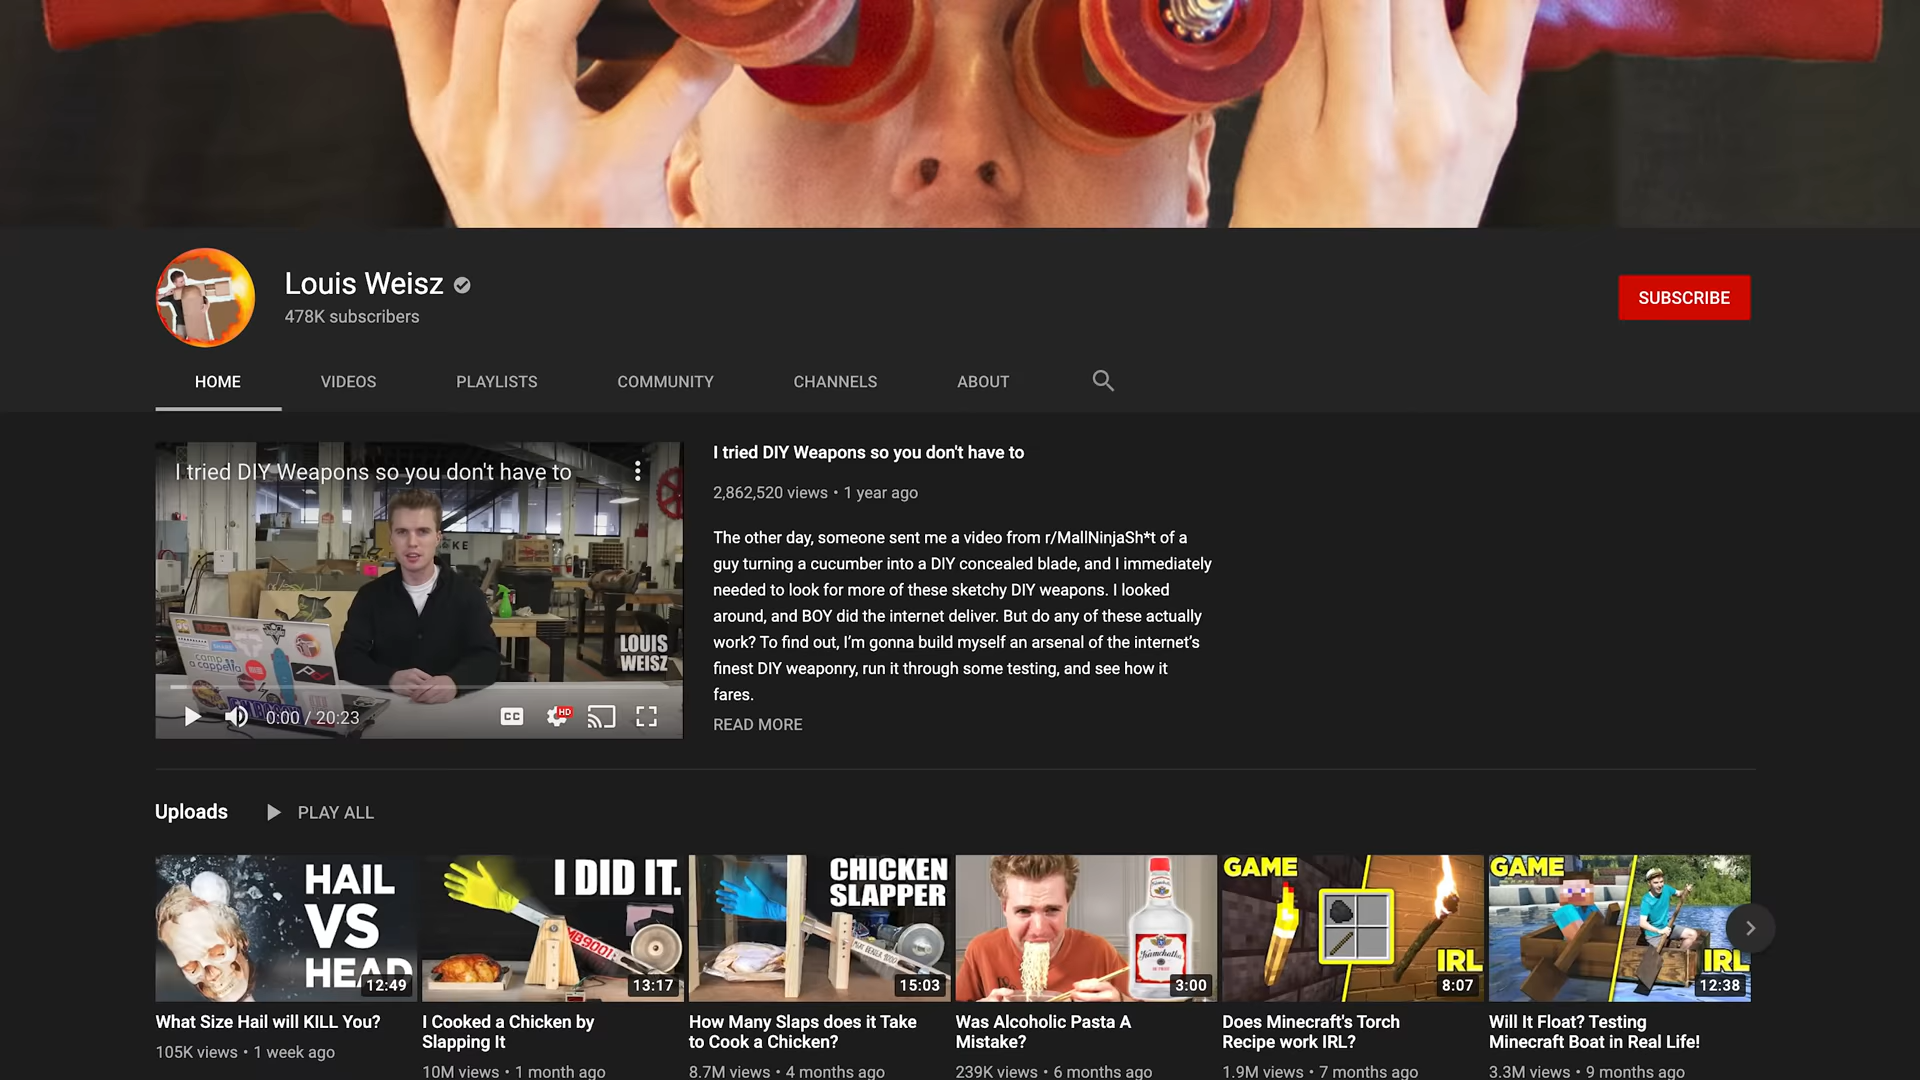 Louis Weisz
478K subscribers
SUBSCRIBE
HOME
VIDEOS
PLAYLISTS
COMMUNITY
CHANNELS
ABOUT
I tried DIY Weapons so you don't have to
KE
camp
a cappella
LOUIS
WEISZ
0:00 / 20:23
CC
HD
I tried DIY Weapons so you don't have to
2,862,520 views • 1 year ago
The other day, someone sent me a video from r/MallNinjaSh*t of a
guy turning a cucumber into a DIY concealed blade, and I immediately
needed to look for more of these sketchy DIY weapons. I looked
around, and BOY did the internet deliver. But do any of these actually
work? To find out, I’m gonna build myself an arsenal of the internet’s
finest DIY weaponry, run it through some testing, and see how it
fares.
READ MORE
Uploads
PLAY ALL
HAIL
VS
HEAD
12:49
What Size Hail will KILL You?
105K views • 1 week ago
I DID IT.
MB9001
13:17
I Cooked a Chicken by
Slapping It
10M views • 1 month ago
CHICKEN
SLAPPER
15:03
How Many Slaps does it Take
to Cook a Chicken?
8.7M views • 4 months ago
Kamchatka
3:00
Was Alcoholic Pasta A
Mistake?
239K views • 6 months ago
GAME
IRL
8:07
Does Minecraft's Torch
Recipe work IRL?
1.9M views • 7 months ago
GAME
IRL
12:38
Will It Float? Testing
Minecraft Boat in Real Life!
3.3M views • 9 months ago